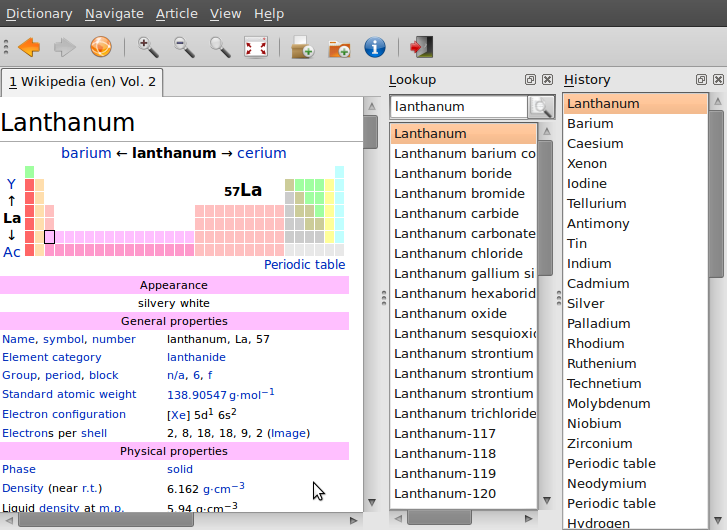 Dictionary Navigate Article View Help
1 Wikipedia (en) Vol. 2
Lanthanum
barium ← lanthanum → cerium
Y
↑
La
↓
Ac
57La
Periodic table
Appearance
silvery white
General properties
Name, symbol, number lanthanum, La, 57
Element category lanthanide
Group, period, block n/a, 6, f
Standard atomic weight 138.90547 g·mol−1
Electron configuration [Xe] 5d1 6s2
Electrons per shell 2, 8, 18, 18, 9, 2 (Image)
Physical properties
Phase solid
Density (near r.t.) 6.162 g·cm−3
Liquid density at m.p. 5.94 g·cm−3
Lookup
lanthanum
Lanthanum
Lanthanum barium co
Lanthanum boride
Lanthanum bromide
Lanthanum carbide
Lanthanum carbonate
Lanthanum chloride
Lanthanum gallium si
Lanthanum hexaborid
Lanthanum oxide
Lanthanum sesquioxid
Lanthanum strontium
Lanthanum strontium
Lanthanum strontium
Lanthanum trichloride
Lanthanum-117
Lanthanum-118
Lanthanum-119
Lanthanum-120
History
Lanthanum
Barium
Caesium
Xenon
Iodine
Tellurium
Antimony
Tin
Indium
Cadmium
Silver
Palladium
Rhodium
Ruthenium
Technetium
Molybdenum
Niobium
Zirconium
Periodic table
Neodymium
Periodic table
Hydrogen